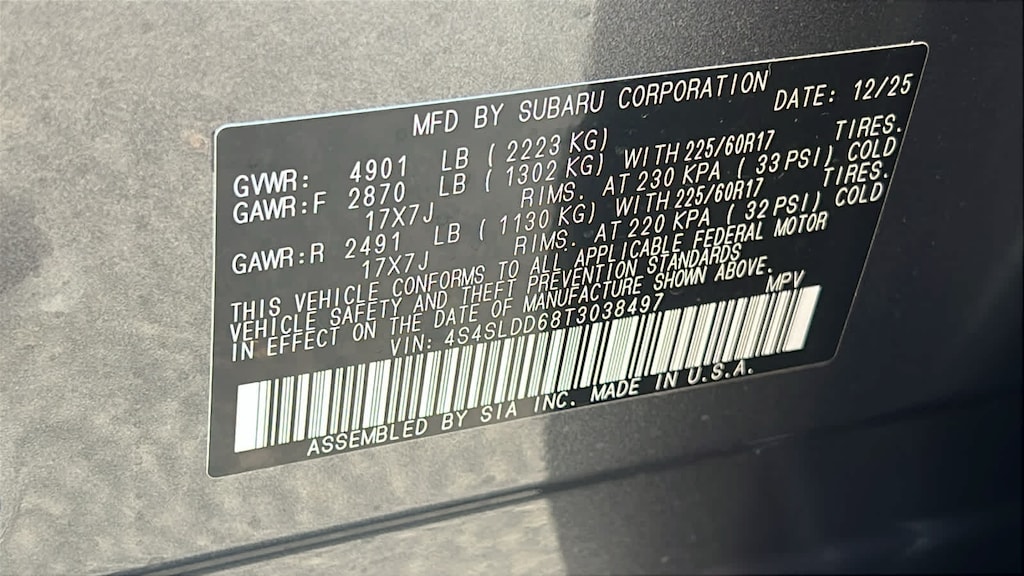 MFD BY SUBARU CORPORATION DATE: 12/25
GVWR: 4901 LB ( 2223 KG)
GAWR:F 2870 LB ( 1302 KG) WITH 225/60R17 TIRES.
17X7J RIMS. AT 230 KPA ( 33 PSI) COLD
GAWR:R 2491 LB ( 1130 KG) WITH 225/60R17 TIRES.
17X7J RIMS. AT 220 KPA ( 32 PSI) COLD
THIS VEHICLE CONFORMS TO ALL APPLICABLE FEDERAL MOTOR
VEHICLE SAFETY AND THEFT PREVENTION STANDARDS
IN EFFECT ON THE DATE OF MANUFACTURE SHOWN ABOVE.
VIN: 4S4SLDD68T3038497 MPV
ASSEMBLED BY SIA INC. MADE IN U.S.A.